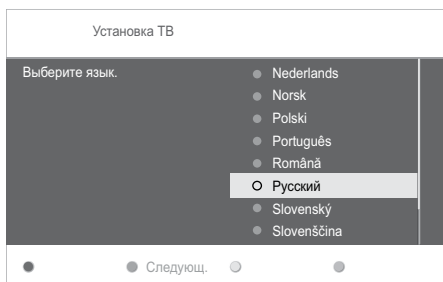 Установка ТВ
Выберите язык.
Nederlands
Norsk
Polski
Português
Română
Русский
Slovenský
Slovenščina
Следующ.